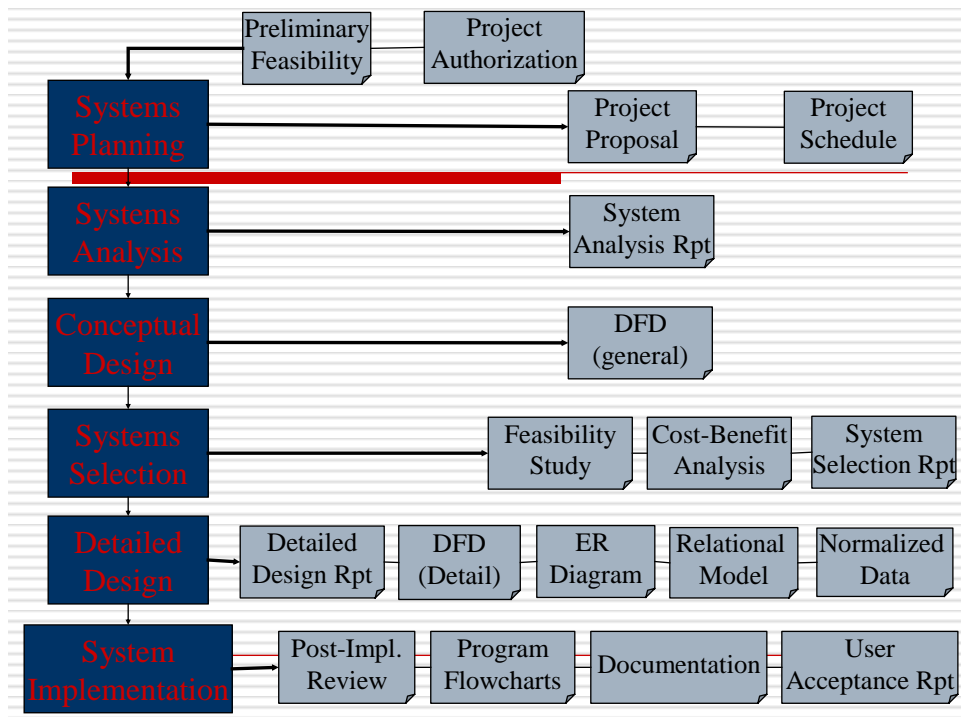 Preliminary
Feasibility
Project
Authorization
Systems
Planning
Project
Proposal
Project
Schedule
Systems
Analysis
System
Analysis Rpt
Conceptual
Design
DFD
(general)
Systems
Selection
Feasibility
Study
Cost-Benefit
Analysis
System
Selection Rpt
Detailed
Design
Detailed
Design Rpt
DFD
(Detail)
ER
Diagram
Relational
Model
Normalized
Data
System
Implementation
Post-Impl.
Review
Program
Flowcharts
Documentation
User
Acceptance Rpt